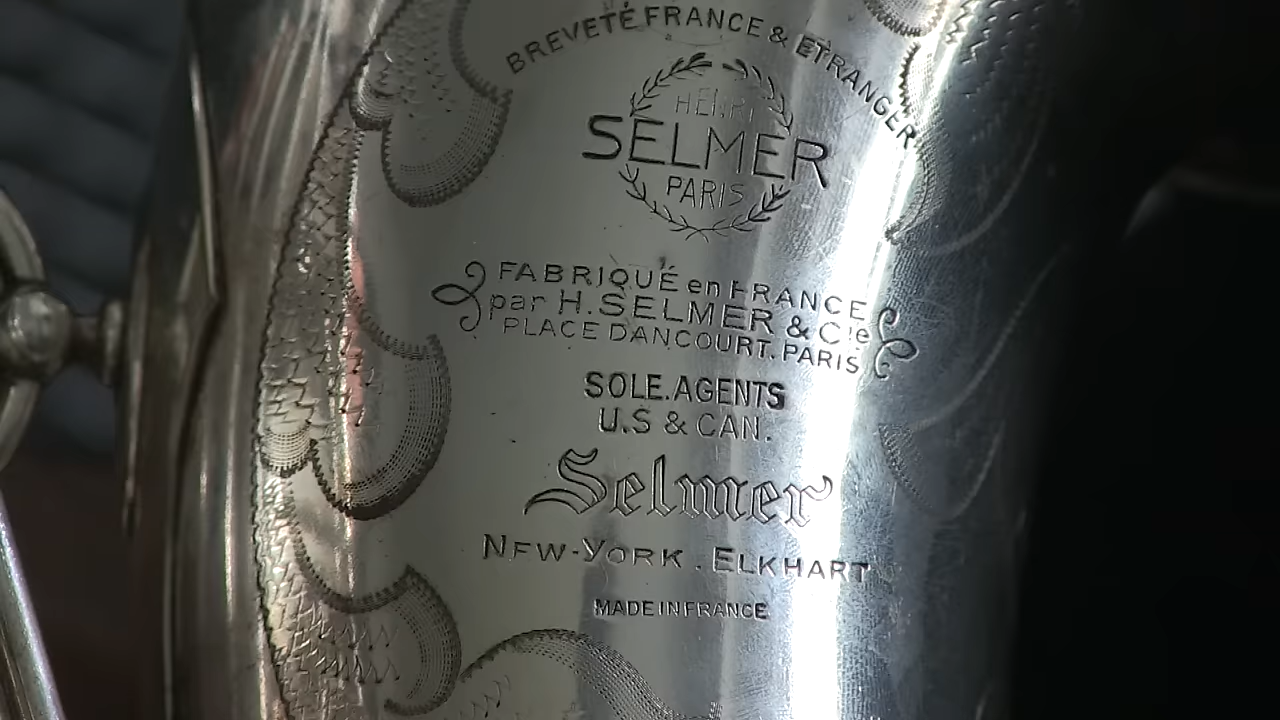 BREVETÉ FRANCE & ETRANGER
HENRI
SELMER
PARIS
FABRIQUÉ en FRANCE
par H. SELMER & Cie
PLACE DANCOURT. PARIS
SOLE. AGENTS
U.S & CAN.
Selmer
NEW-YORK. ELKHART
MADE IN FRANCE